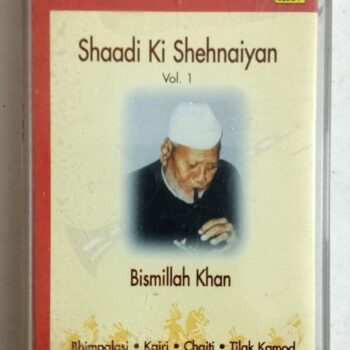 Shaadi Ki Shehnaiyan
Vol. 1
Bismillah Khan
Bhimpalasi • Kajri • Chaiti • Tilak Kamod